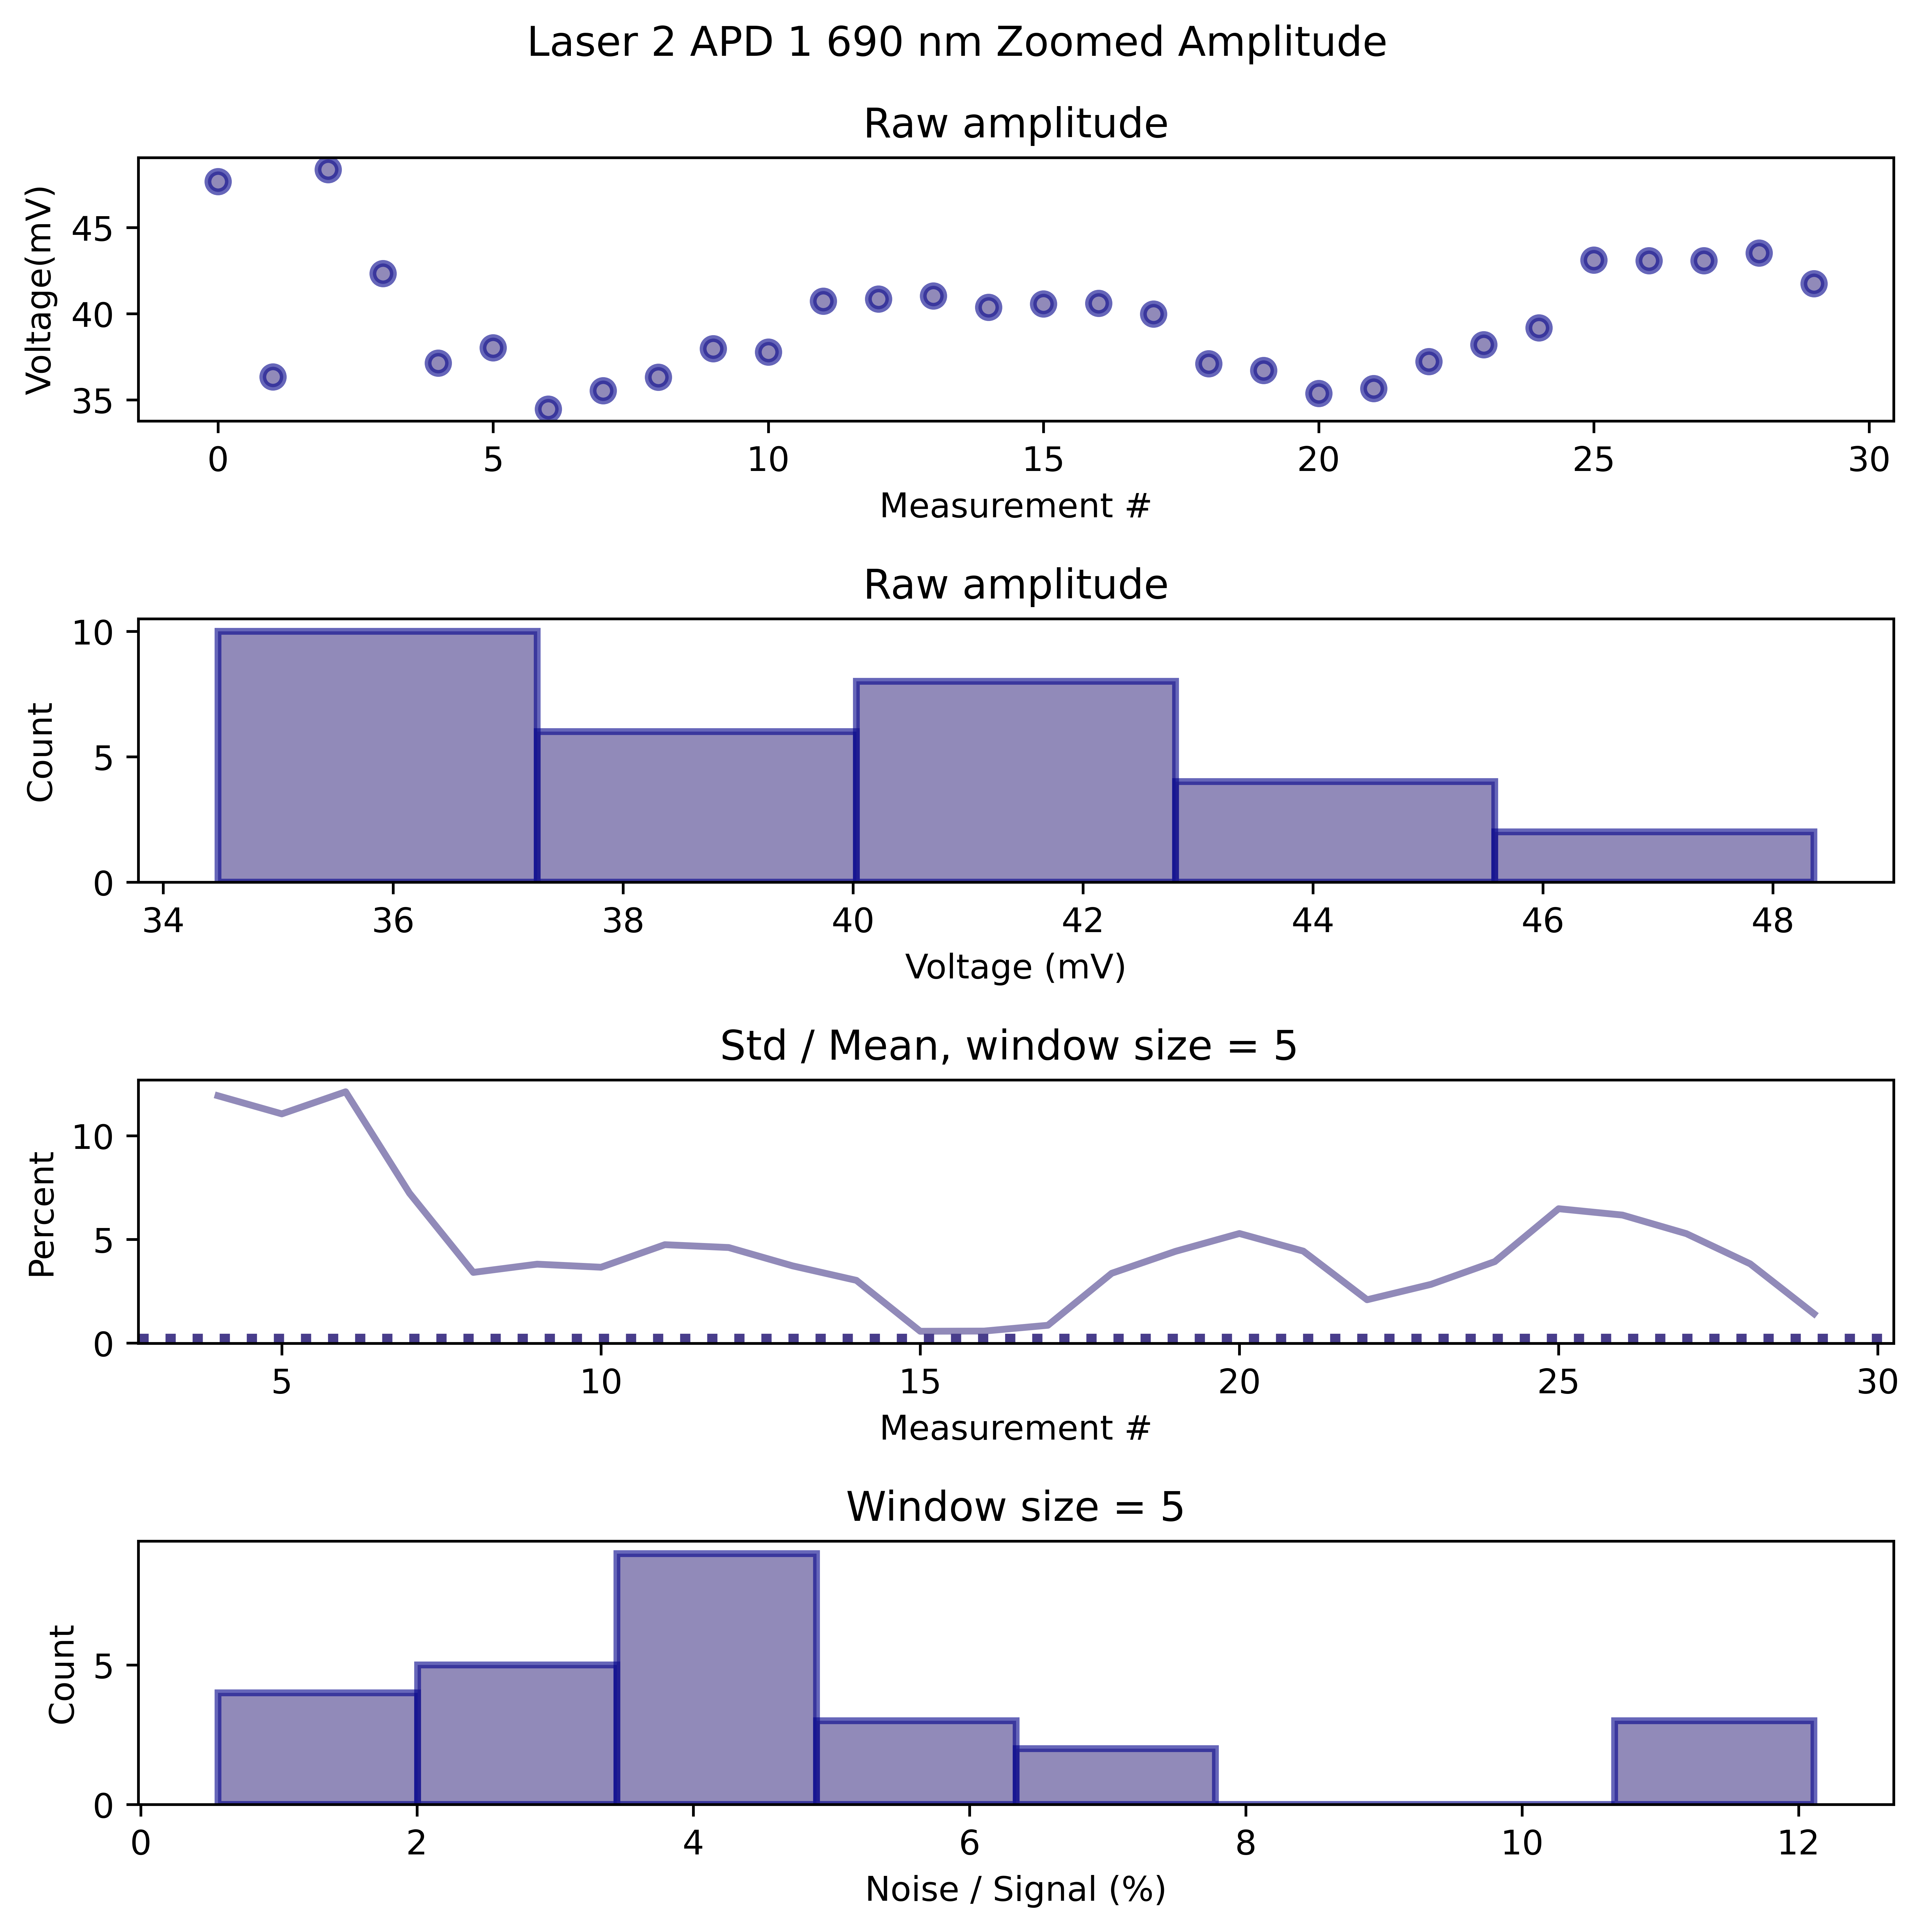 Laser 2 APD 1 690 nm Zoomed Amplitude
Raw amplitude
Voltage(mV)
45
40
35
0 5 10 15 20 25 30
Measurement #
Raw amplitude
Count
10
5
0
34 36 38 40 42 44 46 48
Voltage (mV)
Std / Mean, window size = 5
Percent
10
5
0
5 10 15 20 25 30
Measurement #
Window size = 5
Count
5
0
0 2 4 6 8 10 12
Noise / Signal (%)